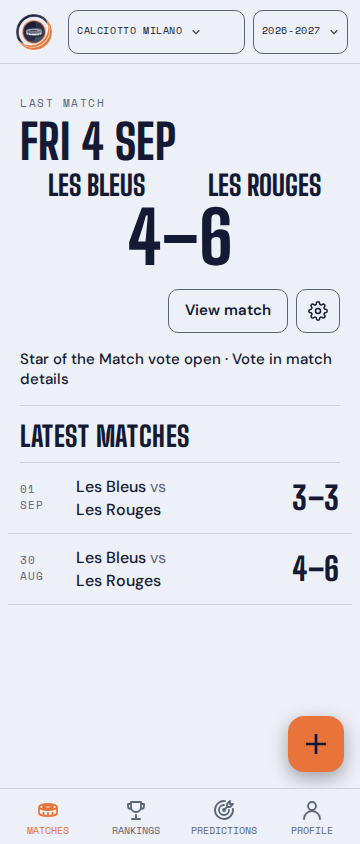 CALCIOTTO MILANO
2026-2027
LAST MATCH
FRI 4 SEP
LES BLEUS LES ROUGES
4–6
View match
Star of the Match vote open · Vote in match
details
LATEST MATCHES
01
SEP
Les Bleus vs
Les Rouges
3–3
30
AUG
Les Bleus vs
Les Rouges
4–6
MATCHES RANKINGS PREDICTIONS PROFILE